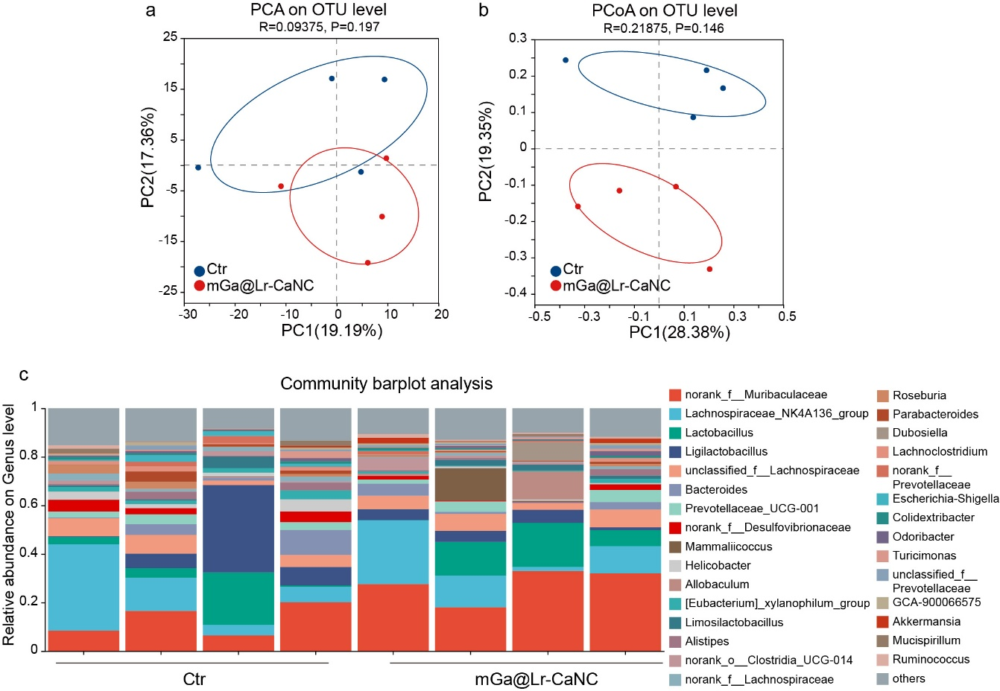 a
PCA on OTU level
R=0.09375, P=0.197
25
15
5
-5
-15
-25
PC2(17.36%)
Ctr
mGa@Lr-CaNC
-30
-20
-10
0
10
20
PC1(19.19%)
b
PCoA on OTU level
R=0.21875, P=0.146
0.3
0.2
0.1
0
-0.1
-0.2
-0.3
-0.4
PC2(19.35%)
Ctr
mGa@Lr-CaNC
-0.5
-0.3
-0.1
0.1
0.3
0.5
PC1(28.38%)
c
Community barplot analysis
Relative abundance on Genus level
1
0.8
0.6
0.4
0.2
0
Ctr
mGa@Lr-CaNC
norank_f__Muribaculaceae
Lachnospiraceae_NK4A136_group
Lactobacillus
Ligilactobacillus
unclassified_f__Lachnospiraceae
Bacteroides
Prevotellaceae_UCG-001
norank_f__Desulfovibrionaceae
Mammaliicoccus
Helicobacter
Allobaculum
[Eubacterium]_xylanophilum_group
Limosilactobacillus
Alistipes
norank_o__Clostridia_UCG-014
norank_f__Lachnospiraceae
Roseburia
Parabacteroides
Dubosiella
Lachnoclostridium
norank_f__
Prevotellaceae
Escherichia-Shigella
Colidextribacter
Odoribacter
Turicimonas
unclassified_f__
Prevotellaceae
GCA-900066575
Akkermansia
Mucispirillum
Ruminococcus
others